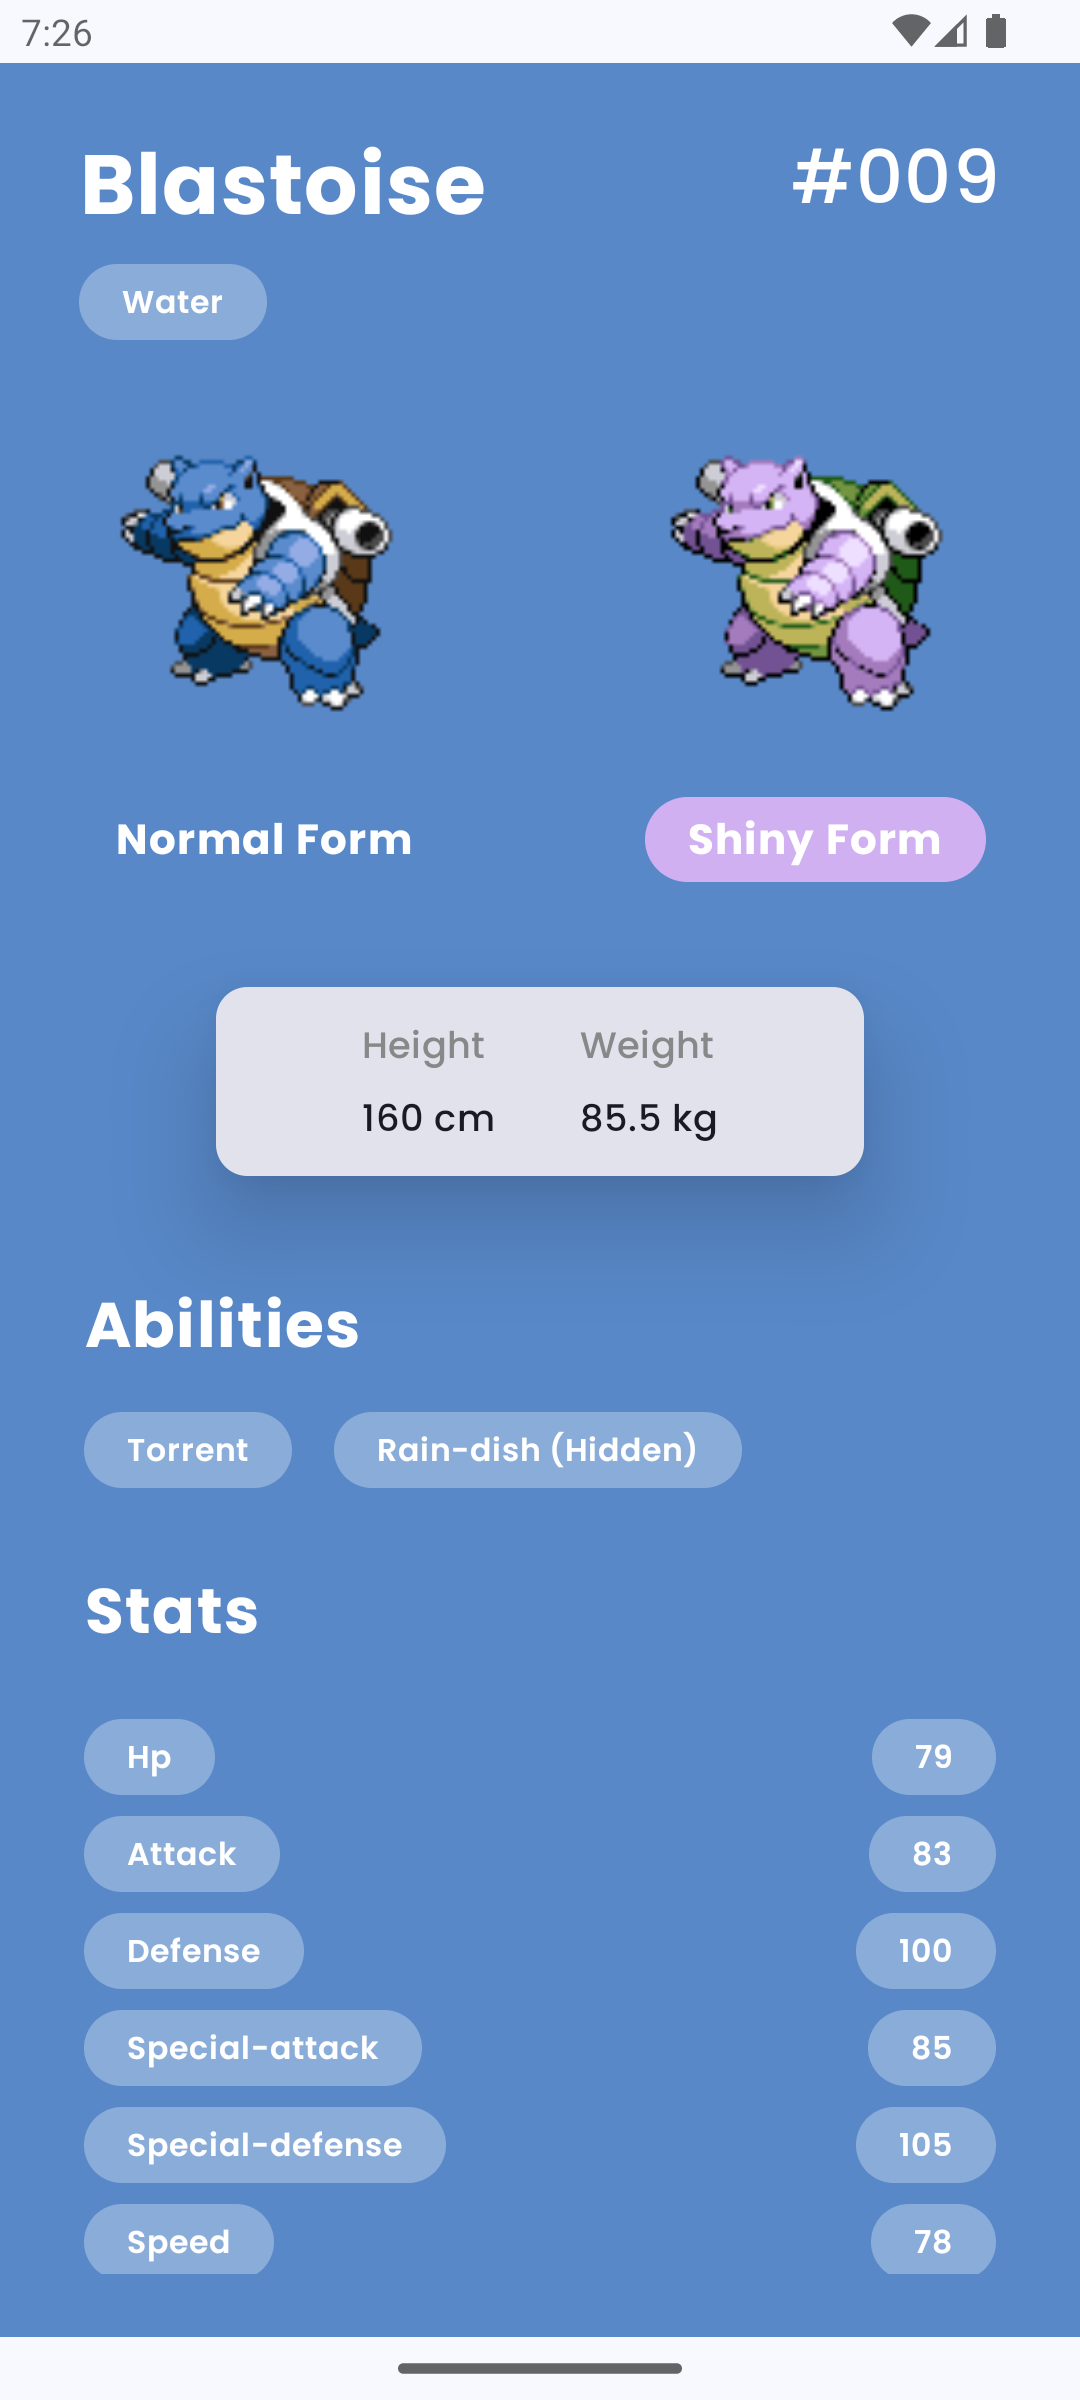 7:26
Blastoise #009
Water
Normal Form Shiny Form
Height Weight
160 cm 85.5 kg
Abilities
Torrent Rain-dish (Hidden)
Stats
Hp 79
Attack 83
Defense 100
Special-attack 85
Special-defense 105
Speed 78